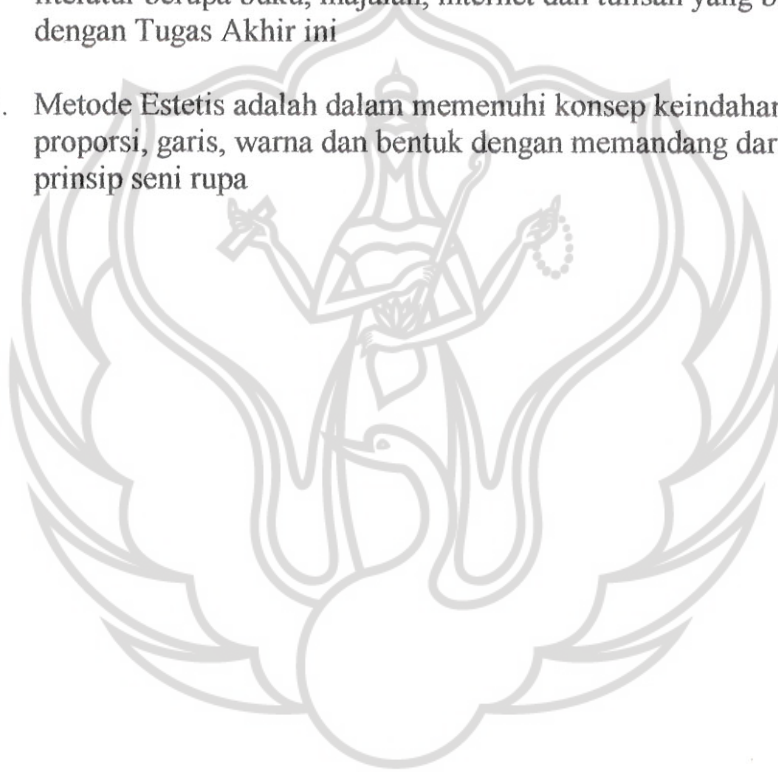 literatur berupa buku, majalah, internet dan tulisan yang
dengan Tugas Akhir ini
. Metode Estetis adalah dalam memenuhi konsep keindahan
proporsi, garis, warna dan bentuk dengan memandang dar
prinsip seni rupa